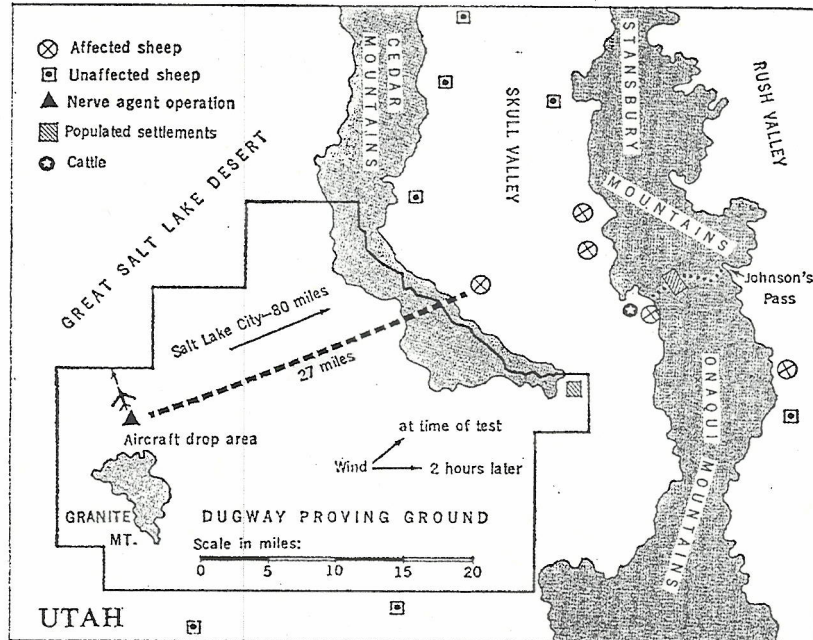 Affected sheep
Unaffected sheep
Nerve agent operation
Populated settlements
Cattle
CEDAR
MOUNTAINS
SKULL VALLEY
STANSBURY
MOUNTAINS
RUSH VALLEY
GREAT SALT LAKE DESERT
Johnson's
Pass
Salt Lake City—80 miles
27 miles
Aircraft drop area
at time of test
Wind
2 hours later
ONAQUI MOUNTAINS
GRANITE
MT.
DUGWAY PROVING GROUND
Scale in miles:
0 5 10 15 20
UTAH